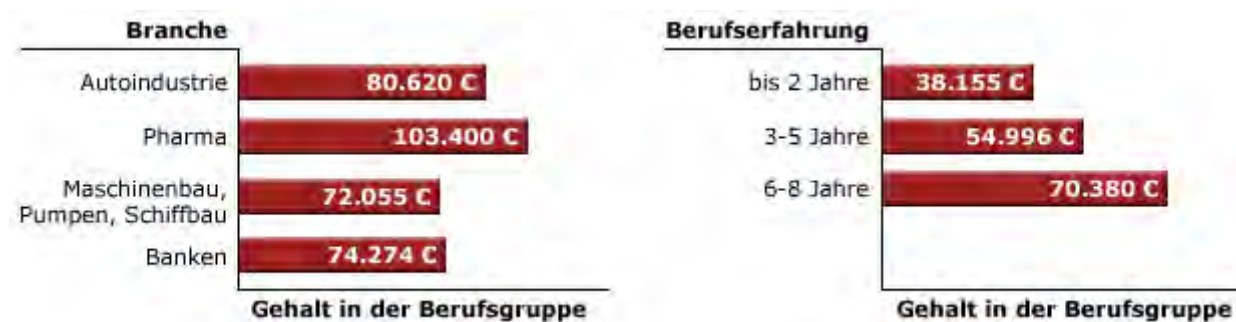 Branche
Autoindustrie
80.620 €
Pharma
103.400 €
Maschinenbau,
Pumpen, Schiffbau
72.055 €
Banken
74.274 €
Gehalt in der Berufsgruppe
Berufserfahrung
bis 2 Jahre
38.155 €
3-5 Jahre
54.996 €
6-8 Jahre
70.380 €
Gehalt in der Berufsgruppe